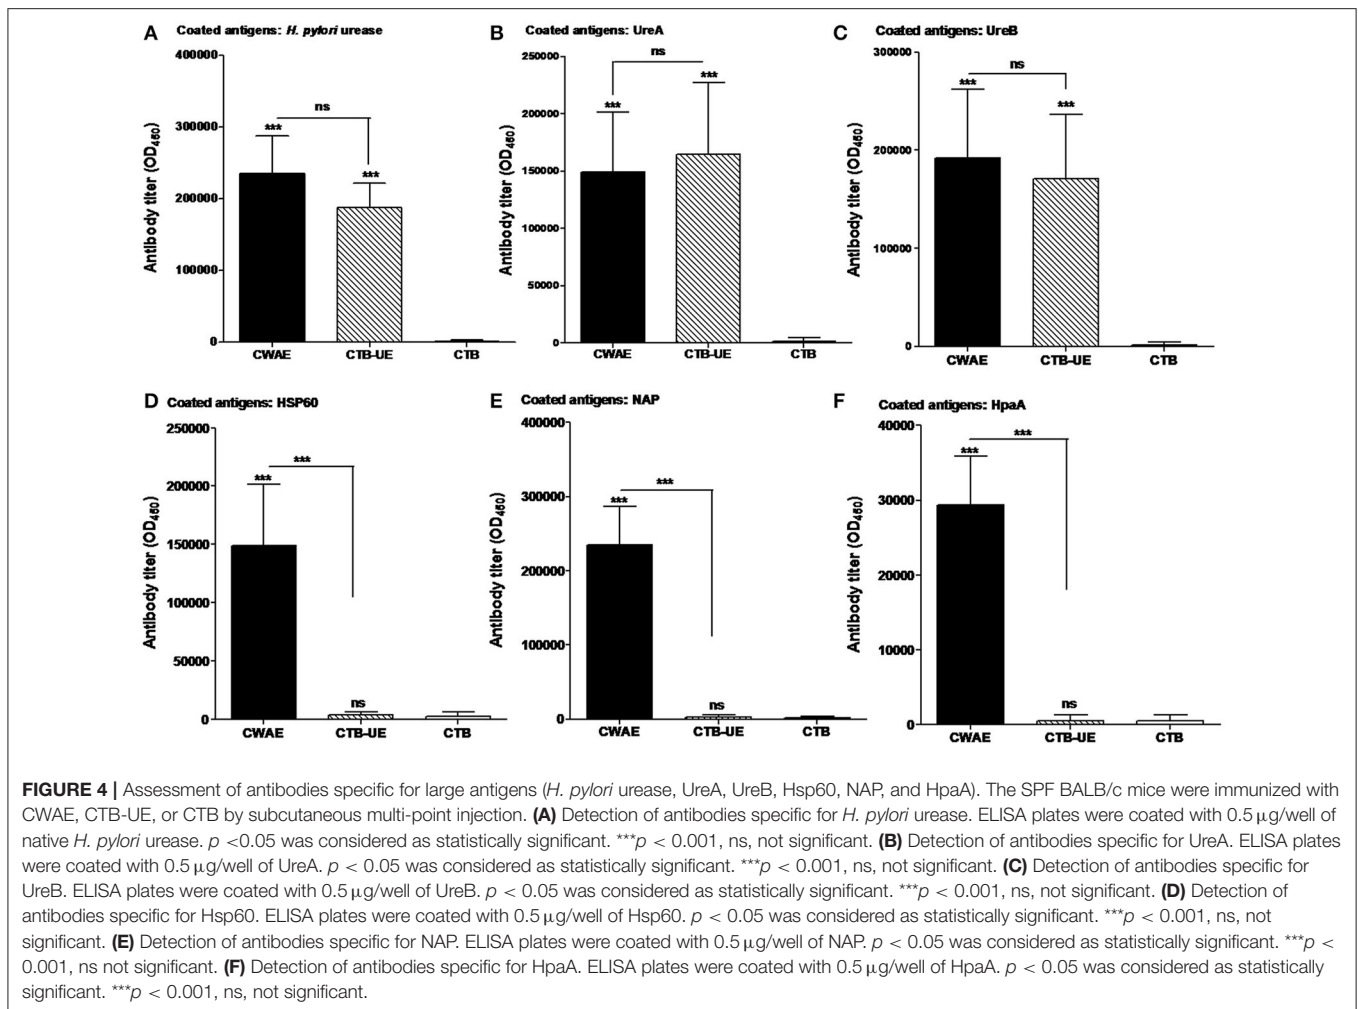 A Coated antigens: H. pylori urease
400000
300000
200000
100000
0
Antibody titer (OD450)
***
ns
***
CWAE CTB-UE CTB
B Coated antigens: UreA
250000
200000
150000
100000
50000
0
Antibody titer (OD450)
***
ns
***
CWAE CTB-UE CTB
C Coated antigens: UreB
300000
200000
100000
0
Antibody titer (OD450)
***
ns
***
CWAE CTB-UE CTB
D Coated antigens: HSP60
250000
200000
150000
100000
50000
0
Antibody titer (OD450)
***
***
ns
CWAE CTB-UE CTB
E Coated antigens: NAP
400000
300000
200000
100000
0
Antibody titer (OD450)
***
***
ns
CWAE CTB-UE CTB
F Coated antigens: HpaA
40000
30000
20000
10000
0
Antibody titer (OD450)
***
***
ns
CWAE CTB-UE CTB
FIGURE 4 | Assessment of antibodies specific for large antigens (H. pylori urease, UreA, UreB, Hsp60, NAP, and HpaA). The SPF BALB/c mice were immunized with
CWAE, CTB-UE, or CTB by subcutaneous multi-point injection. (A) Detection of antibodies specific for H. pylori urease. ELISA plates were coated with 0.5 μg/well of
native H. pylori urease. p <0.05 was considered as statistically significant. ***p < 0.001, ns, not significant. (B) Detection of antibodies specific for UreA. ELISA plates
were coated with 0.5 μg/well of UreA. p < 0.05 was considered as statistically significant. ***p < 0.001, ns, not significant. (C) Detection of antibodies specific for
UreB. ELISA plates were coated with 0.5 μg/well of UreB. p < 0.05 was considered as statistically significant. ***p < 0.001, ns, not significant. (D) Detection of
antibodies specific for Hsp60. ELISA plates were coated with 0.5 μg/well of Hsp60. p < 0.05 was considered as statistically significant. ***p < 0.001, ns, not
significant. (E) Detection of antibodies specific for NAP. ELISA plates were coated with 0.5 μg/well of NAP. p < 0.05 was considered as statistically significant. ***p <
0.001, ns not significant. (F) Detection of antibodies specific for HpaA. ELISA plates were coated with 0.5 μg/well of HpaA. p < 0.05 was considered as statistically
significant. ***p < 0.001, ns, not significant.